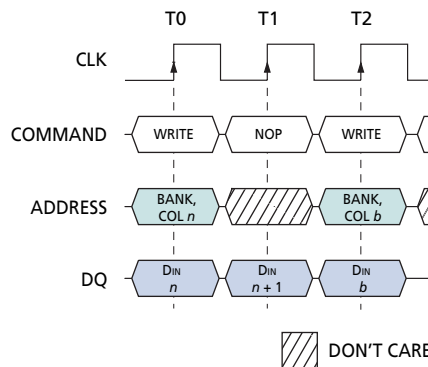 T0 T1 T2
CLK
COMMAND WRITE NOP WRITE
ADDRESS BANK, COL n BANK, COL b
DQ DIN n DIN n + 1 DIN b
DON'T CARE